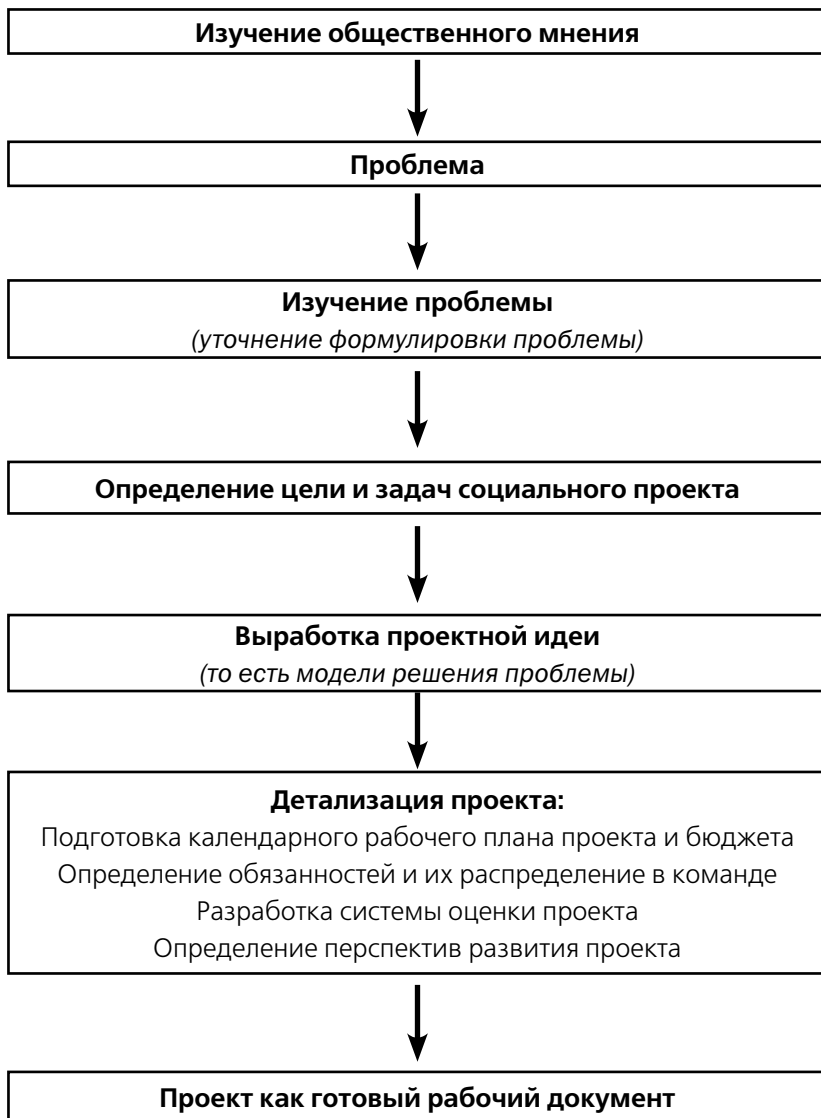 Изучение общественного мнения
Проблема
Изучение проблемы
(уточнение формулировки проблемы)
Определение цели и задач социального проекта
Выработка проектной идеи
(то есть модели решения проблемы)
Детализация проекта:
Подготовка календарного рабочего плана проекта и бюджета
Определение обязанностей и их распределение в команде
Разработка системы оценки проекта
Определение перспектив развития проекта
Проект как готовый рабочий документ